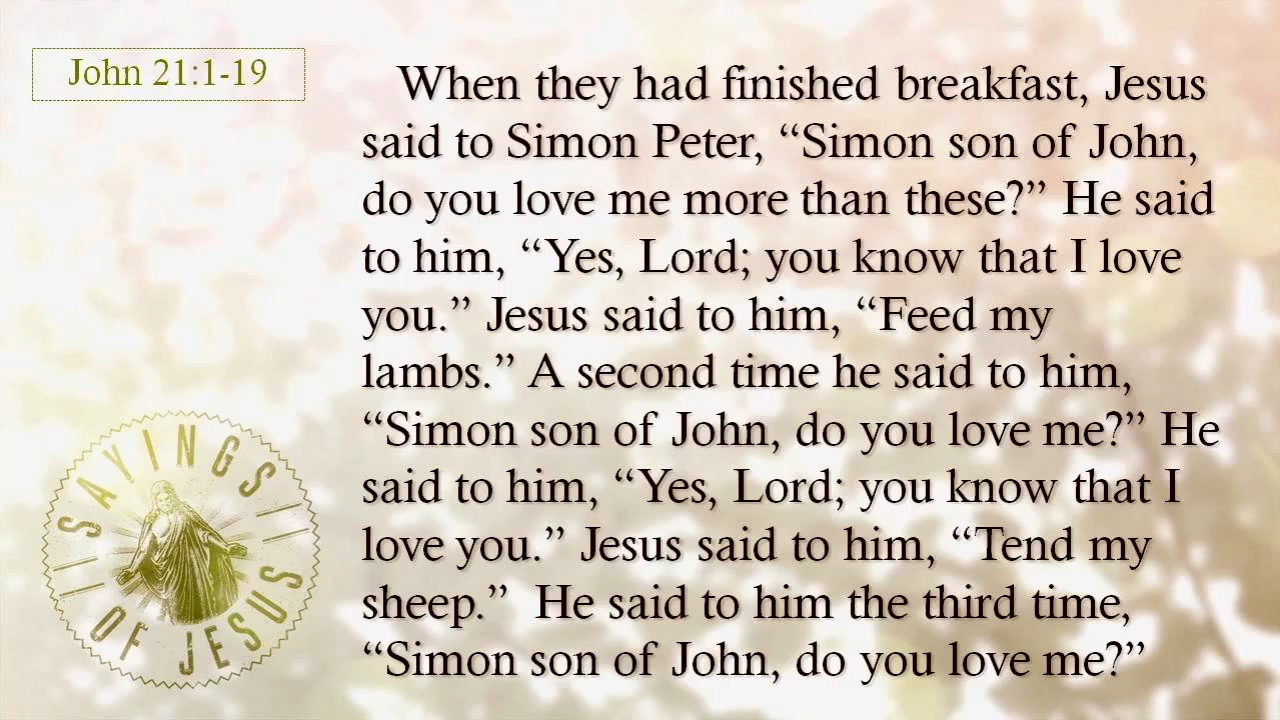 John 21:1-19
When they had finished breakfast, Jesus
said to Simon Peter, “Simon son of John,
do you love me more than these?” He said
to him, “Yes, Lord; you know that I love
you.” Jesus said to him, “Feed my
lambs.” A second time he said to him,
“Simon son of John, do you love me?” He
said to him, “Yes, Lord; you know that I
love you.” Jesus said to him, “Tend my
sheep.”  He said to him the third time,
“Simon son of John, do you love me?”
SAYINGS
OF JESUS